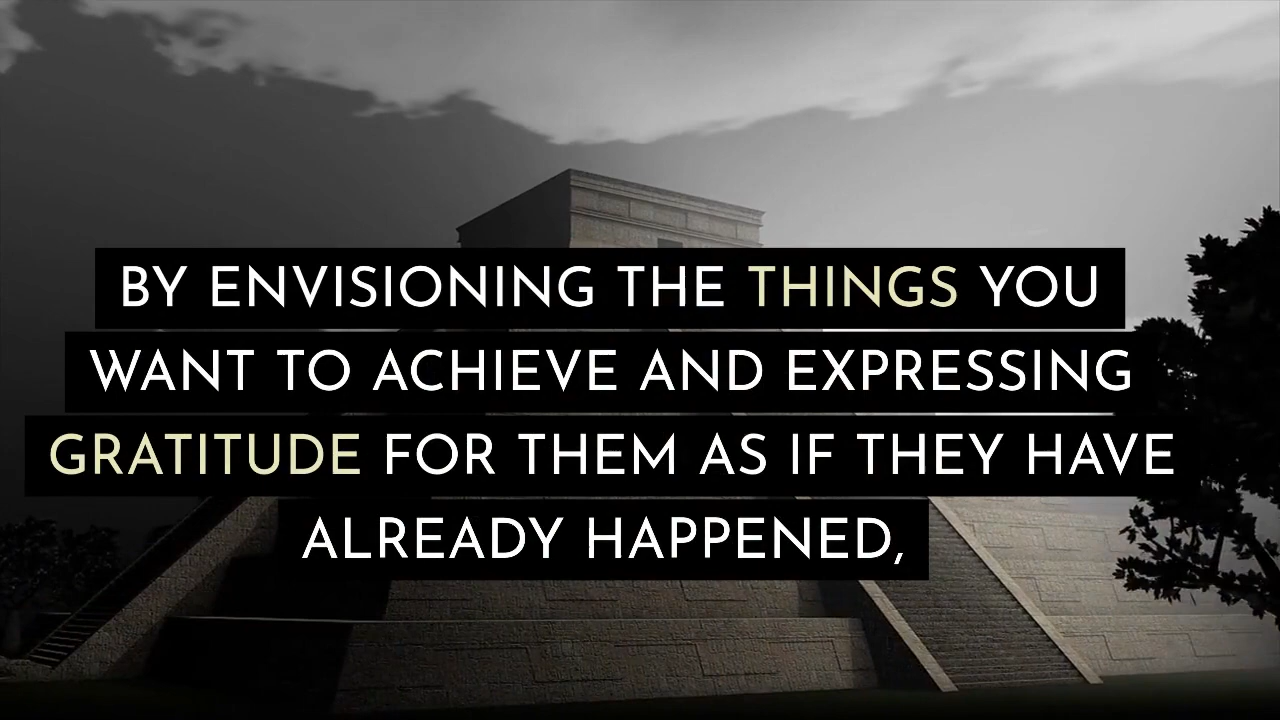 BY ENVISIONING THE THINGS YOU
WANT TO ACHIEVE AND EXPRESSING
GRATITUDE FOR THEM AS IF THEY HAVE
ALREADY HAPPENED,